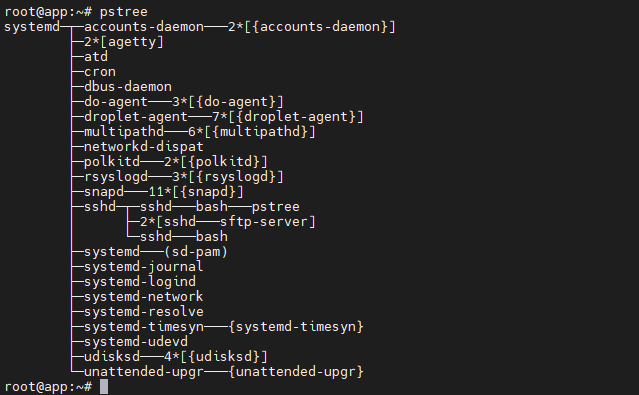 root@app:~# pstree
systemd─┬─accounts-daemon───2*[{accounts-daemon}]
        ├─2*[agetty]
        ├─atd
        ├─cron
        ├─dbus-daemon
        ├─do-agent───3*[{do-agent}]
        ├─droplet-agent───7*[{droplet-agent}]
        ├─multipathd───6*[{multipathd}]
        ├─networkd-dispat
        ├─polkitd───2*[{polkitd}]
        ├─rsyslogd───3*[{rsyslogd}]
        ├─snapd───11*[{snapd}]
        ├─sshd─┬─sshd───bash───pstree
        │      ├─2*[sshd───sftp-server]
        │      └─sshd───bash
        ├─systemd───(sd-pam)
        ├─systemd-journal
        ├─systemd-logind
        ├─systemd-network
        ├─systemd-resolve
        ├─systemd-timesyn───{systemd-timesyn}
        ├─systemd-udevd
        ├─udisksd───4*[{udisksd}]
        └─unattended-upgr───{unattended-upgr}
root@app:~#